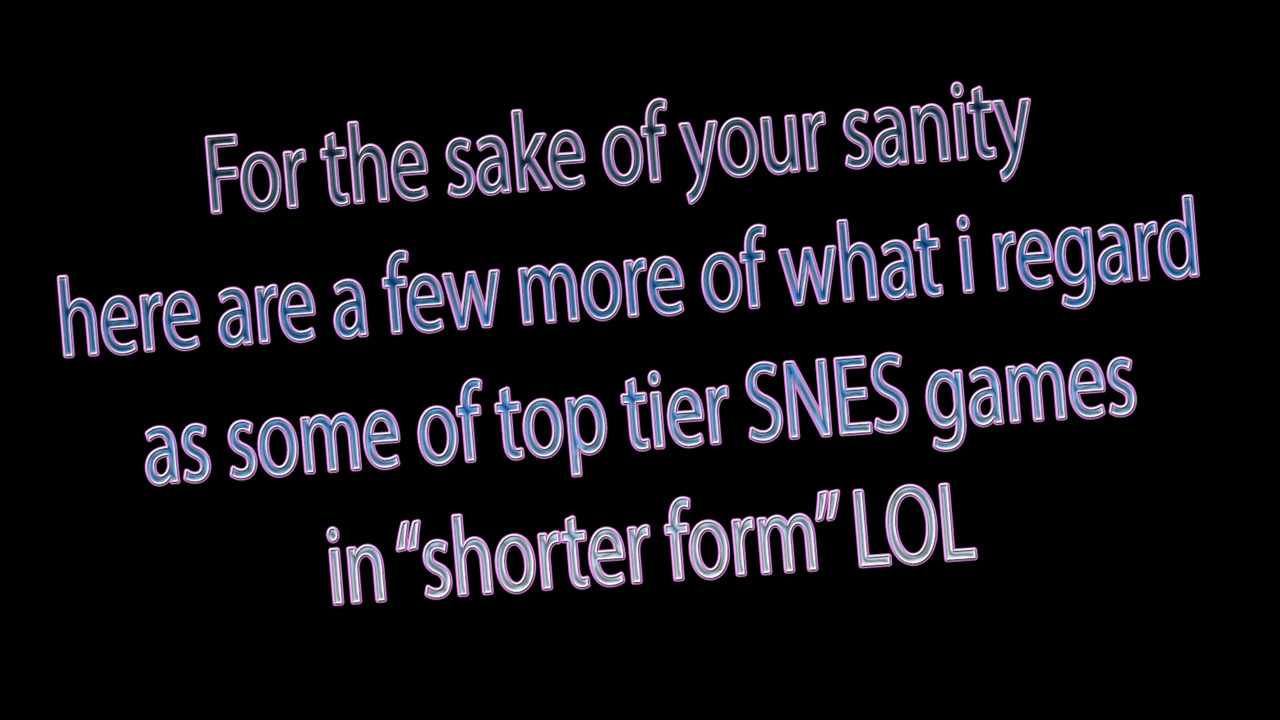 For the sake of your sanity
here are a few more of what i regard
as some of top tier SNES games
in “shorter form” LOL